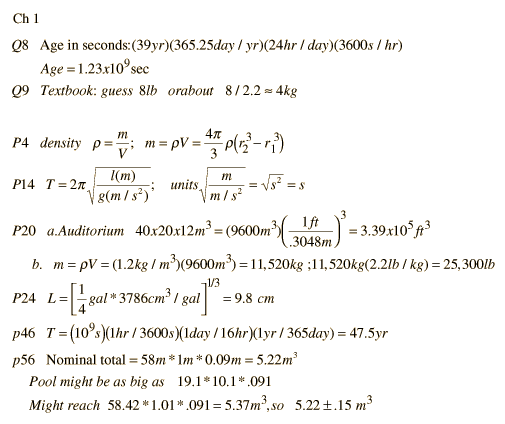 Ch 1
Q8 Age in seconds:(39yr)(365.25day / yr)(24hr / day)(3600s / hr)
Age = 1.23x10⁹ sec
Q9 Textbook: guess 8lb orabout 8 / 2.2 ≈ 4kg
P4 density ρ = m/V; m = ρV = 4π/3 ρ(r₂³ − r₁³)
P14 T = 2π√(l(m)/g(m / s²)); units √(m/(m / s²)) = √s² = s
P20 a.Auditorium 40x20x12m³ = (9600m³)(1ft/.3048m)³ = 3.39x10⁵ ft³
b. m = ρV = (1.2kg / m³)(9600m³) = 11,520kg ;11,520kg(2.2lb / kg) = 25,300lb
P24 L = [1/4 gal * 3786cm³ / gal]^1/3 = 9.8 cm
p46 T = (10⁹s)(1hr / 3600s)(1day / 16hr)(1yr / 365day) = 47.5yr
p56 Nominal total = 58m * 1m * 0.09m = 5.22m³
Pool might be as big as 19.1 * 10.1 * .091
Might reach 58.42 * 1.01 * .091 = 5.37m³, so 5.22 ± .15 m³